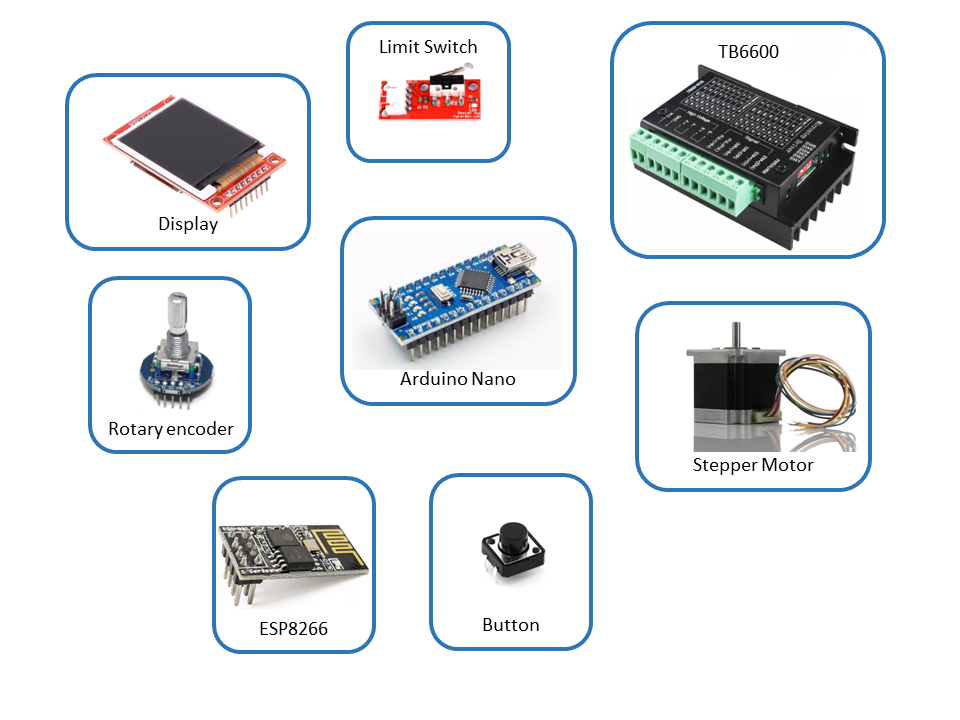 Limit Switch
TB6600
Display
Arduino Nano
Rotary encoder
Stepper Motor
ESP8266
Button